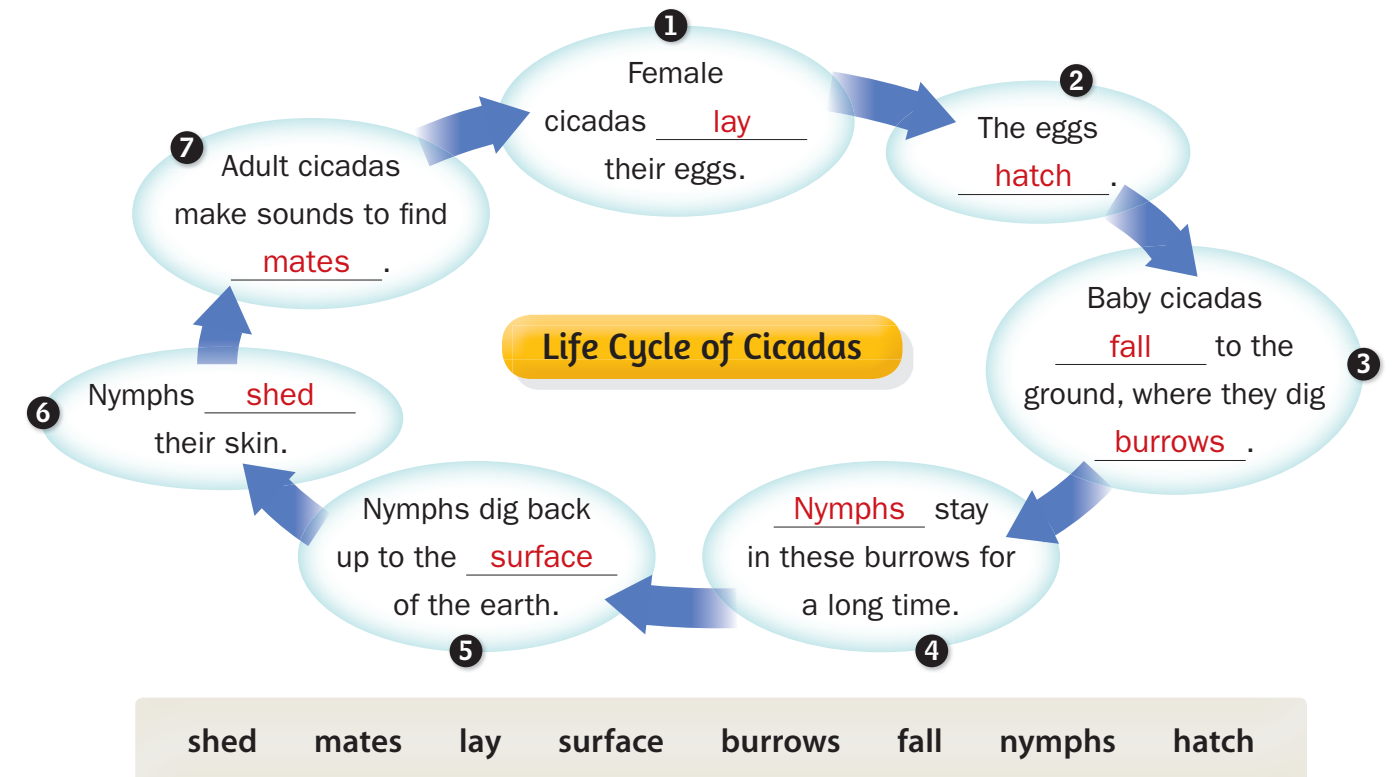 1
Female
cicadas lay
their eggs.
2
The eggs
hatch.
3
Baby cicadas
fall to the
ground, where they dig
burrows.
4
Nymphs stay
in these burrows for
a long time.
5
Nymphs dig back
up to the surface
of the earth.
6
Nymphs shed
their skin.
7
Adult cicadas
make sounds to find
mates.
Life Cycle of Cicadas
shed mates lay surface burrows fall nymphs hatch